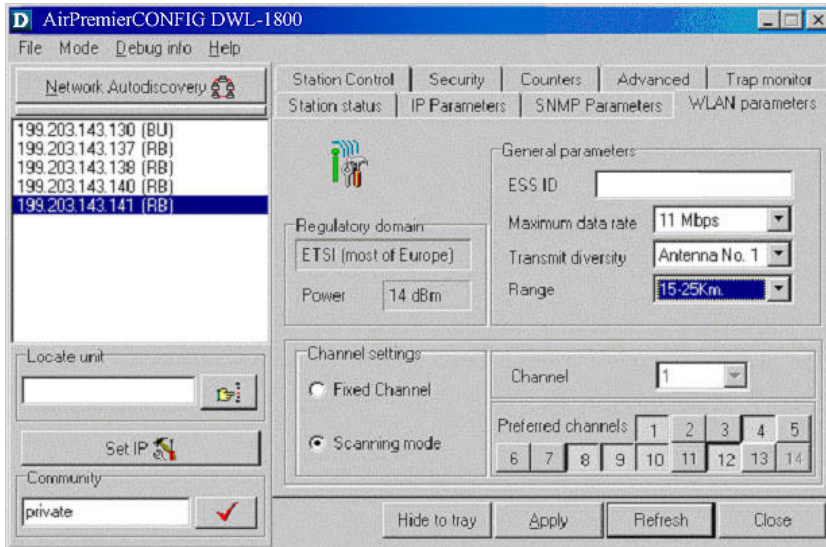 D AirPremierCONFIG DWL-1800
File Mode Debug info Help
Network Autodiscovery
199.203.143.130 (BU)
199.203.143.137 (RB)
199.203.143.138 (RB)
199.203.143.140 (RB)
199.203.143.141 (RB)
Locate unit
Set IP
Community
private
Station Control Security Counters Advanced Trap monitor
Station status IP Parameters SNMP Parameters WLAN parameters
Regulatory domain
ETSI (most of Europe)
Power 14 dBm
General parameters
ESS ID
Maximum data rate 11 Mbps
Transmit diversity Antenna No. 1
Range 15-25Km.
Channel settings
Fixed Channel
Scanning mode
Channel 1
Preferred channels 1 2 3 4 5
6 7 8 9 10 11 12 13 14
Hide to tray Apply Refresh Close